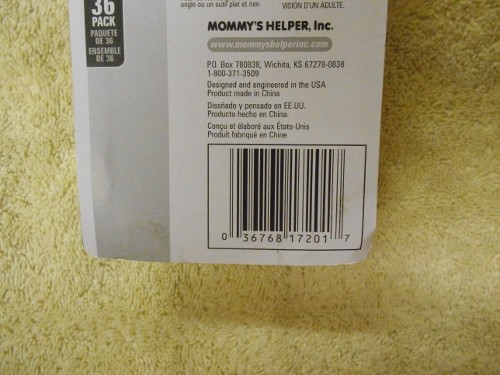 36
PACK
PAQUETE
DE 36
ENSEMBLE
DE 36
ongle ou un outil plat et non
VISION D'UN ADULTE.
MOMMY'S HELPER, Inc.
www.mommyshelperinc.com
P.O. Box 780838, Wichita, KS 67278-0838
1-800-371-3509
Designed and engineered in the USA
Product made in China
Diseñado y pensado en EE.UU.
Producto hecho en China.
Conçu et élaboré aux États-Unis
Produit fabriqué en Chine
0 36768 17201 7